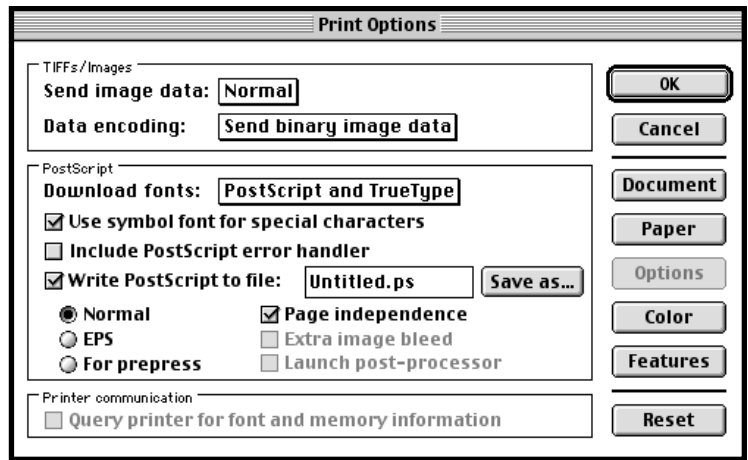 Print Options
TIFFs/Images
Send image data: Normal
Data encoding: Send binary image data
PostScript
Download fonts: PostScript and TrueType
Use symbol font for special characters
Include PostScript error handler
Write PostScript to file: Untitled.ps Save as...
Normal Page independence
EPS Extra image bleed
For prepress Launch post-processor
Printer communication
Query printer for font and memory information
OK
Cancel
Document
Paper
Options
Color
Features
Reset